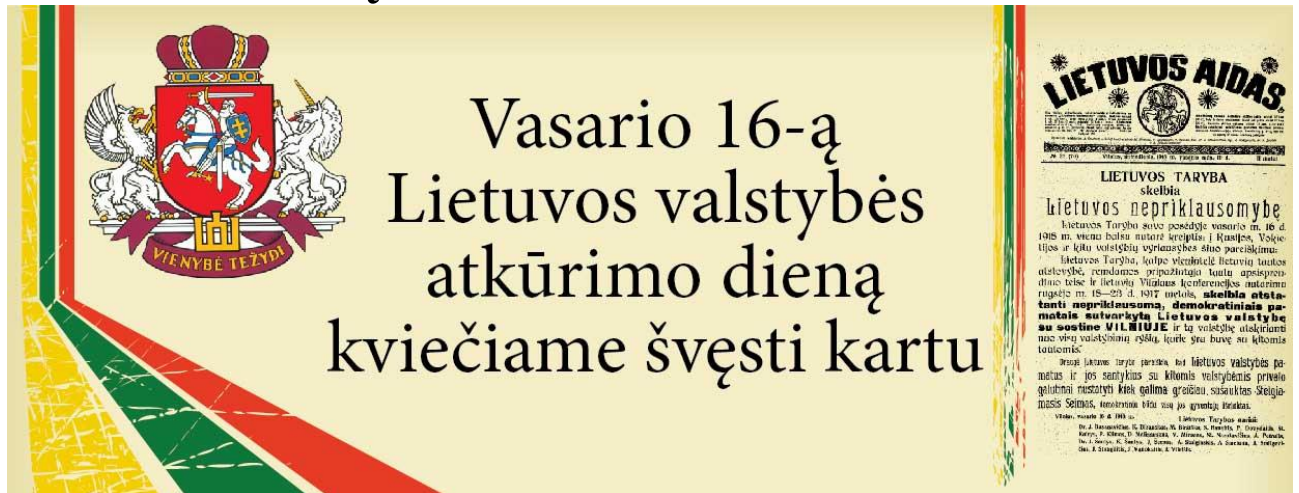 Vasario 16-ą
Lietuvos valstybės
atkūrimo dieną
kviečiame švęsti kartu
VIENYBĖ TEŽYDI
LIETUVOS AIDAS
LIETUVOS TARYBA
skelbia
Lietuvos nepriklausomybę
Lietuvos Taryba savo posėdyje vasario m. 16 d.
1918 m. vienu balsu nutarė kreiptis: į Rusijos, Vokie-
tijos ir kitų valstybių vyriausybes šiuo pareiškimu:
Lietuvos Taryba, kaipo vienintelė lietuvių tautos
atstovybė, remdamos pripažintąja tautų apsispren-
dimo teise ir lietuvių Vilniaus konferencijos nutarimu
rugsėjo m. 18—23 d. 1917 metais, skelbia atsta-
tanti nepriklausomą, demokratiniais pa-
matais sutvarkytą Lietuvos valstybę
su sostine VILNIUJE ir tą valstybę atskirianti
nuo visų valstybinių ryšių, kurie yra buvę su kitomis
tautomis.
Drauge Lietuvos Taryba pareiškia, kad Lietuvos valstybės pa-
matus ir jos santykius su kitomis valstybėmis privalo
galutinai nustatyti kiek galima greičiau, sušauktas Steigia-
masis Seimas, demokratiniu būdu visų jos gyventojų išrinktas.
Lietuvos Tarybos nariai: